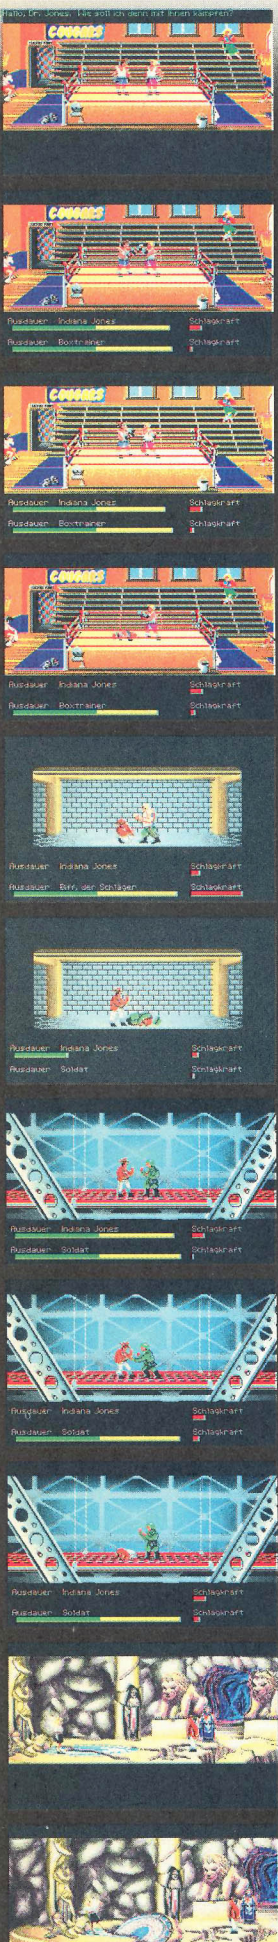 Hallo, Dr. Jones. Wie soll ich denn mit Ihnen kämpfen?
COUGARS
COUGARS
Ausdauer Indiana Jones Schlagkraft
Ausdauer Boxtrainer Schlagkraft
COUGARS
Ausdauer Indiana Jones Schlagkraft
Ausdauer Boxtrainer Schlagkraft
COUGARS
Ausdauer Indiana Jones Schlagkraft
Ausdauer Boxtrainer Schlagkraft
Ausdauer Indiana Jones Schlagkraft
Ausdauer Biff, der Schläger Schlagkraft
Ausdauer Indiana Jones Schlagkraft
Ausdauer Soldat Schlagkraft
Ausdauer Indiana Jones Schlagkraft
Ausdauer Soldat Schlagkraft
Ausdauer Indiana Jones Schlagkraft
Ausdauer Soldat Schlagkraft
Ausdauer Indiana Jones Schlagkraft
Ausdauer Soldat Schlagkraft